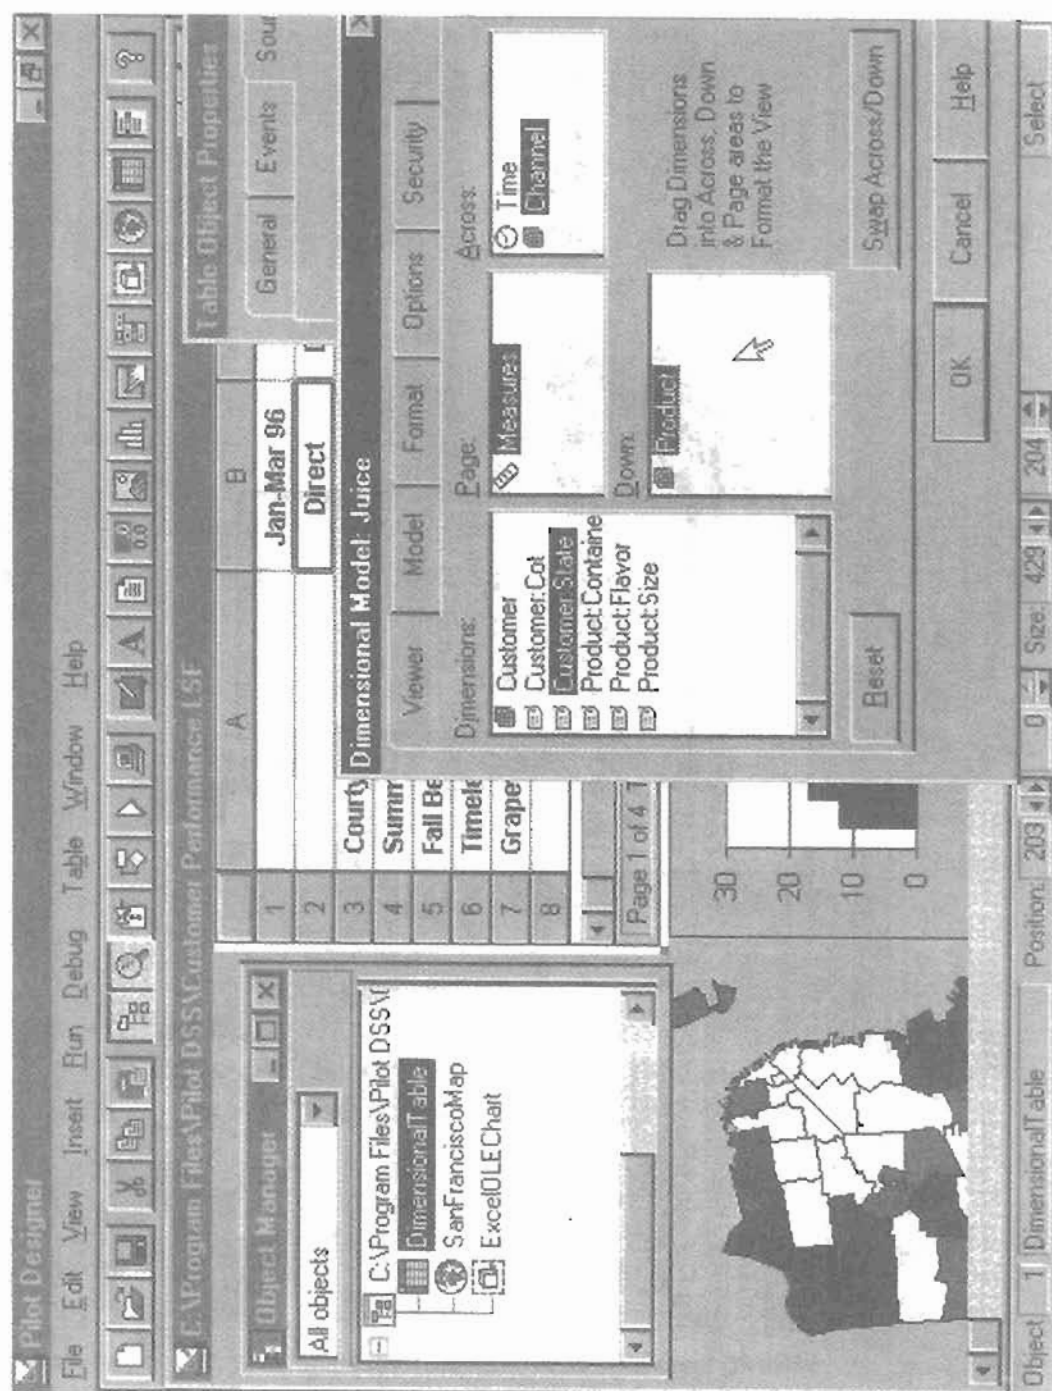 Pilot Designer
File Edit View Insert Run Debug Table Window Help
0.0
?
C:\Program Files\Pilot DSS\Customer Performance.LSF
Object Manager
All objects
C:\Program Files\Pilot DSS\
DimensionalTable
SanFranciscoMap
ExcelOLEChart
A B
1 Jan-Mar 96
2 Direct
3 Courty
4 Summ
5 Fall Be
6 Timele
7 Grape
8
Page 1 of 4
30
20
10
0
Table Object Properties
General Events Sour
Dimensional Model: Juice
Viewer Model Format Options Security
Dimensions:
Customer
Customer:Cot
Customer:State
Product:Containe
Product:Flavor
Product:Size
Page:
Measures
Across:
Time
Channel
Down:
Product
Drag Dimensions
into Across, Down
& Page areas to
Format the View
Reset
Swap Across/Down
OK Cancel Help
Object 1 DimensionalTable Position: 203 0 Size: 429 204 Select